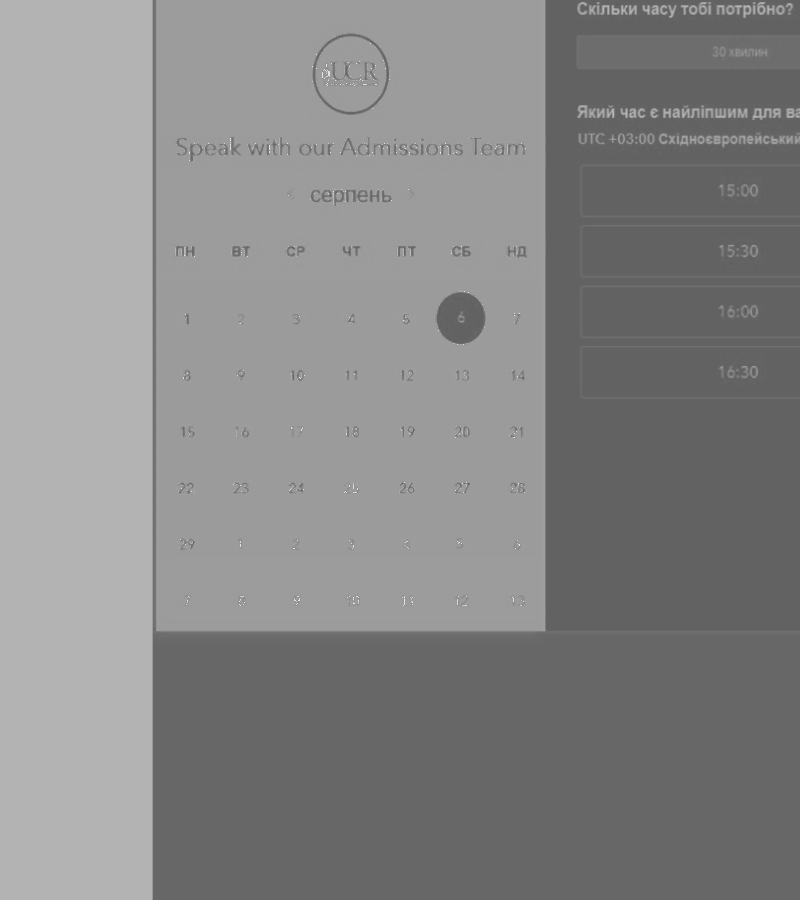 UCR
Speak with our Admissions Team
< серпень >
ПН ВТ СР ЧТ ПТ СБ НД
1 2 3 4 5 6 7
8 9 10 11 12 13 14
15 16 17 18 19 20 21
22 23 24 25 26 27 28
29 1 2 3 4 5 6
7 8 9 10 11 12 13
Скільки часу тобі потрібно?
30 хвилин
Який час є найліпшим для ва
UTC +03:00 Східноєвропейський
15:00
15:30
16:00
16:30